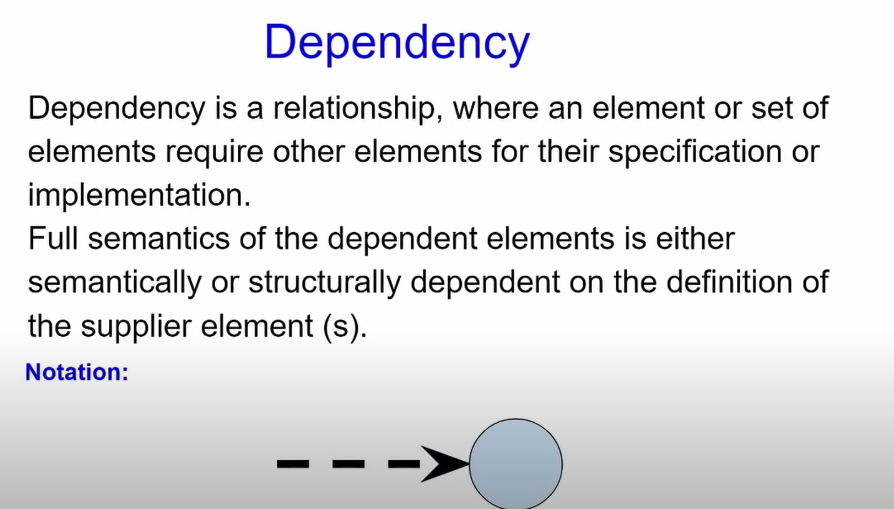 Dependency
Dependency is a relationship, where an element or set of
elements require other elements for their specification or
implementation.
Full semantics of the dependent elements is either
semantically or structurally dependent on the definition of
the supplier element (s).
Notation: